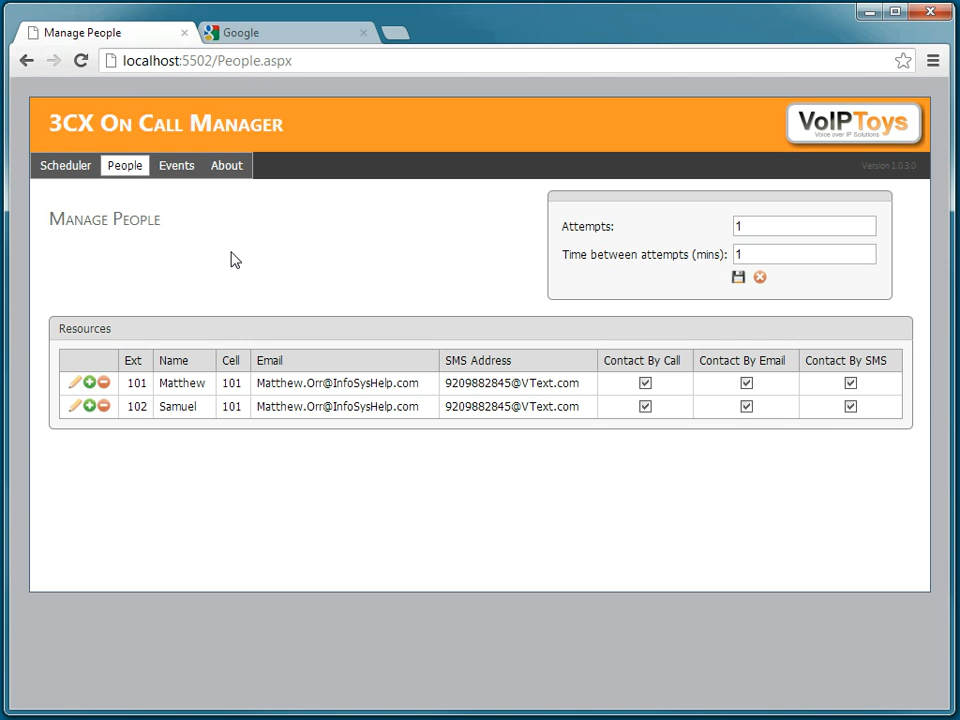 Manage People
Google
localhost:5502/People.aspx
3CX On Call Manager
VoIPToys
Voice over IP Solutions
Scheduler People Events About
Version 1.0.3.0
Manage People
Attempts: 1
Time between attempts (mins): 1
Resources
Ext Name Cell Email SMS Address Contact By Call Contact By Email Contact By SMS
101 Matthew 101 Matthew.Orr@InfoSysHelp.com 9209882845@VText.com
102 Samuel 101 Matthew.Orr@InfoSysHelp.com 9209882845@VText.com